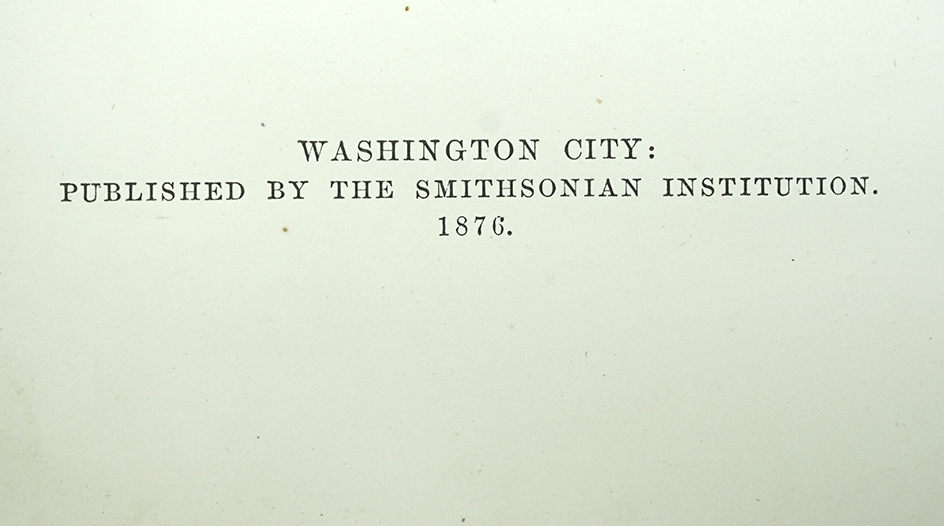 WASHINGTON CITY:
PUBLISHED BY THE SMITHSONIAN INSTITUTION.
1876.